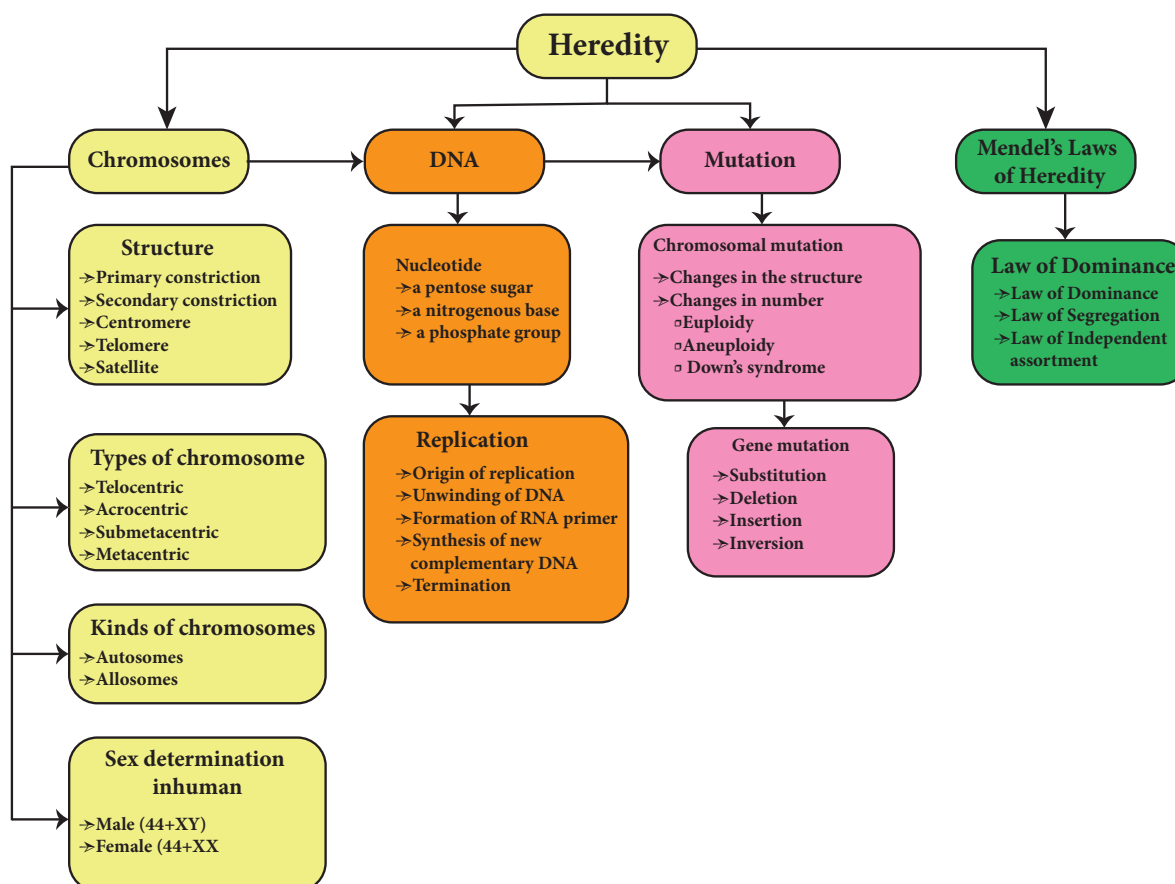 Heredity
Chromosomes
DNA
Mutation
Mendel's Laws
of Heredity
Structure
➔Primary constriction
➔Secondary constriction
➔Centromere
➔Telomere
➔Satellite
Types of chromosome
➔Telocentric
➔Acrocentric
➔Submetacentric
➔Metacentric
Kinds of chromosomes
➔Autosomes
➔Allosomes
Sex determination
inhuman
➔Male (44+XY)
➔Female (44+XX
Nucleotide
➔a pentose sugar
➔a nitrogenous base
➔ a phosphate group
Replication
➔Origin of replication
➔Unwinding of DNA
➔Formation of RNA primer
➔Synthesis of new
complementary DNA
➔Termination
Chromosomal mutation
➔Changes in the structure
➔Changes in number
▫Euploidy
▫Aneuploidy
▫ Down's syndrome
Gene mutation
➔Substitution
➔Deletion
➔Insertion
➔Inversion
Law of Dominance
➔Law of Dominance
➔Law of Segregation
➔Law of Independent
assortment